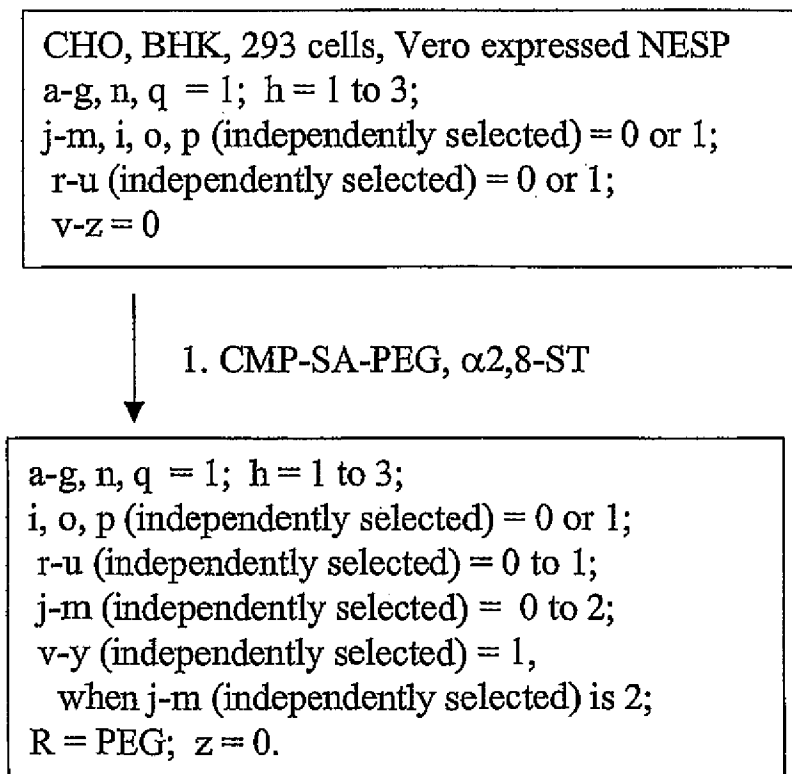 CHO, BHK, 293 cells, Vero expressed NESP
a-g, n, q = 1; h = 1 to 3;
j-m, i, o, p (independently selected) = 0 or 1;
r-u (independently selected) = 0 or 1;
v-z = 0
1. CMP-SA-PEG, α2,8-ST
a-g, n, q = 1; h = 1 to 3;
i, o, p (independently selected) = 0 or 1;
r-u (independently selected) = 0 to 1;
j-m (independently selected) = 0 to 2;
v-y (independently selected) = 1,
when j-m (independently selected) is 2;
R = PEG; z = 0.